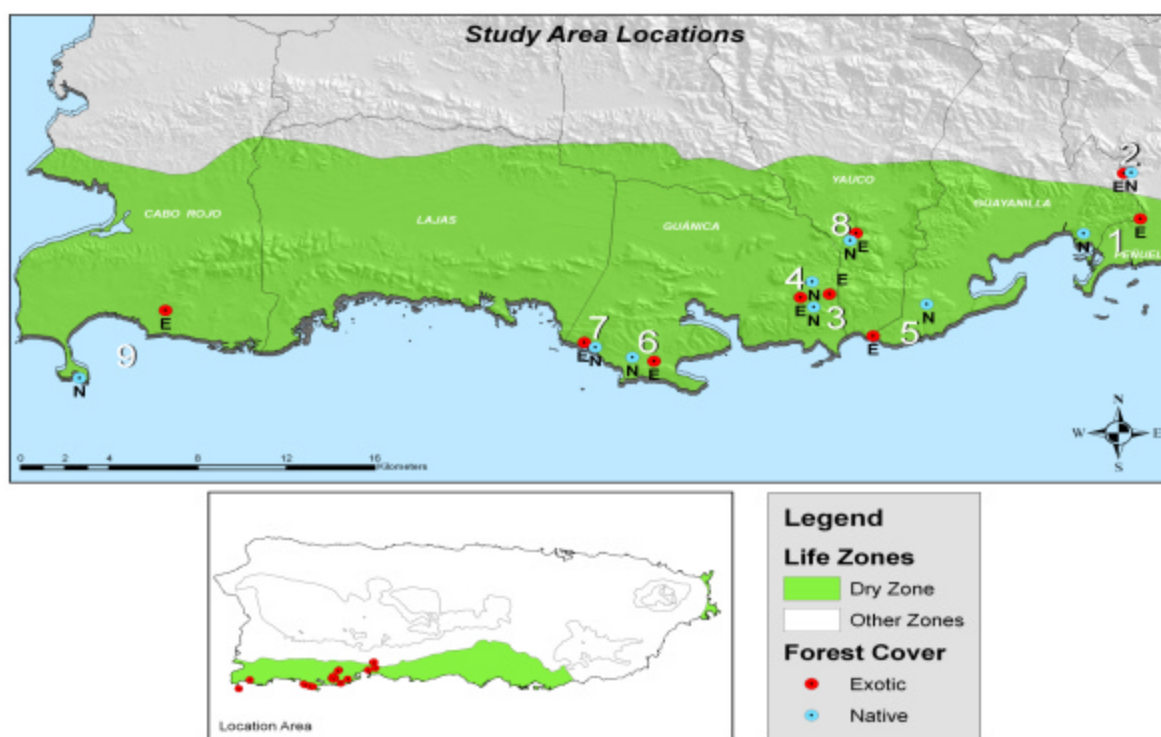 Study Area Locations
2
E N
YAUCO
GUAYANILLA
CABO ROJO
LAJAS
GUÁNICA
8
N E
N
1
PEÑUEL
4
N
E
E
N
3
N
5
E
E
7
E N
6
N
E
9
N
0 2 4 8 12 16
Kilometers
N
W E
S
Legend
Life Zones
Dry Zone
Other Zones
Forest Cover
Exotic
Native
Location Area